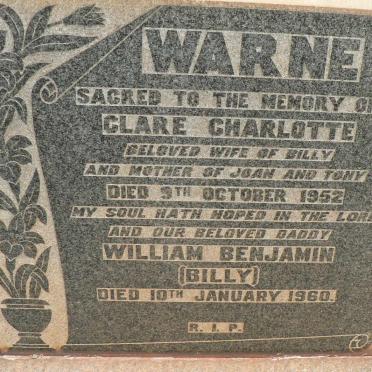 WARNE
SACRED TO THE MEMORY O
CLARE CHARLOTTE
BELOVED WIFE OF BILLY
AND MOTHER OF JOAN AND TONY
DIED 9TH OCTOBER 1952
MY SOUL HATH HOPED IN THE LOR
AND OUR BELOVED DADDY
WILLIAM BENJAMIN
(BILLY)
DIED 10TH JANUARY 1960.
R. I. P.